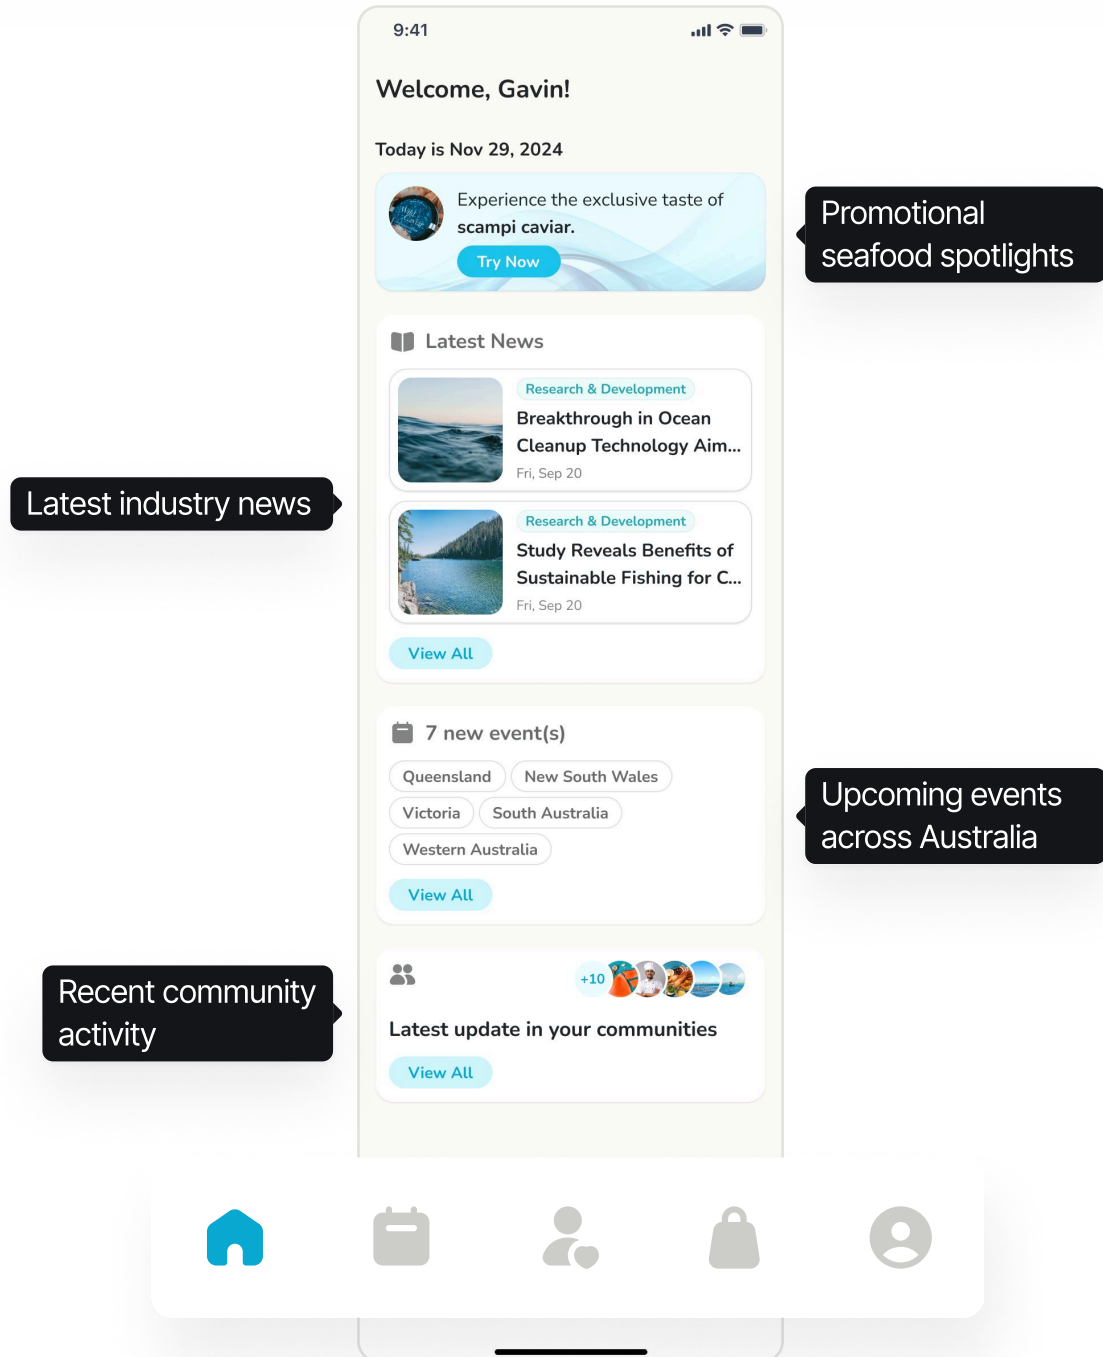 9:41
Welcome, Gavin!
Today is Nov 29, 2024
Experience the exclusive taste of
scampi caviar.
Try Now
Promotional
seafood spotlights
Latest News
Research & Development
Breakthrough in Ocean
Cleanup Technology Aim...
Fri, Sep 20
Latest industry news
Research & Development
Study Reveals Benefits of
Sustainable Fishing for C...
Fri, Sep 20
View All
7 new event(s)
Queensland
New South Wales
Victoria
South Australia
Western Australia
View All
Upcoming events
across Australia
Recent community
activity
+10
Latest update in your communities
View All